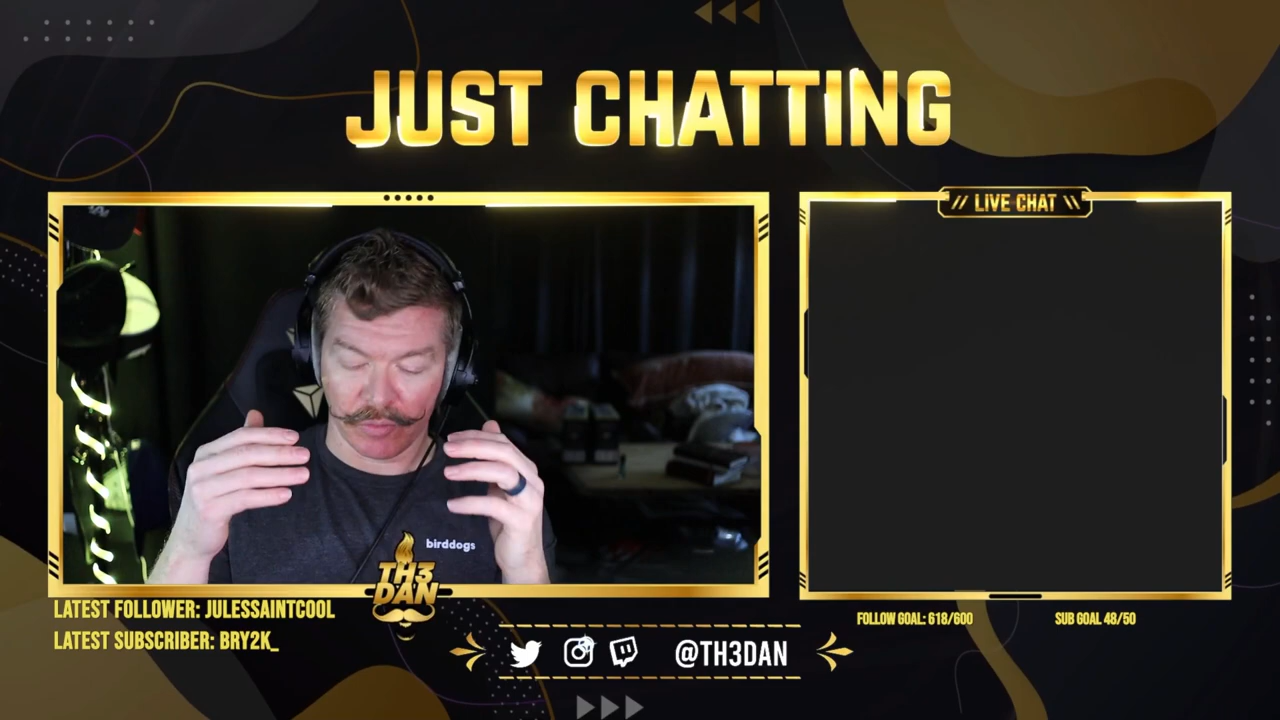 JUST CHATTING
LIVE CHAT
birddogs
TH3
DAN
LATEST FOLLOWER: JULESSAINTCOOL
LATEST SUBSCRIBER: BRY2K_
FOLLOW GOAL: 618/600
SUB GOAL 48/50
@TH3DAN